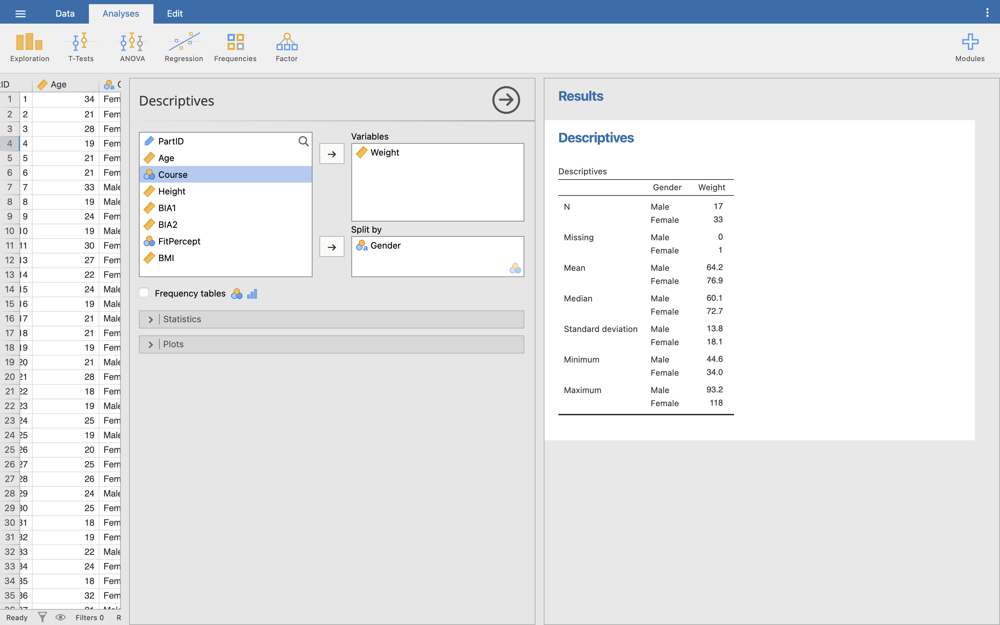 Data Analyses Edit
Exploration T-Tests ANOVA Regression Frequencies Factor Modules
Age
1 1 34 Fem
2 2 21 Fem
3 3 28 Fem
4 4 19 Fem
5 5 21 Fem
6 6 21 Fem
7 7 33 Male
8 8 19 Male
9 9 24 Fem
10 10 19 Male
11 11 30 Fem
12 13 27 Fem
13 14 22 Fem
14 15 24 Male
15 16 19 Male
16 17 21 Male
17 18 21 Fem
18 19 19 Fem
19 20 21 Male
20 21 28 Fem
21 22 18 Fem
22 23 19 Male
23 24 25 Fem
24 25 19 Male
25 26 20 Fem
26 27 25 Fem
27 28 26 Fem
28 29 24 Male
29 30 25 Fem
30 31 18 Fem
31 32 19 Fem
32 33 22 Male
33 34 24 Fem
34 35 18 Fem
35 36 32 Fem
Ready Filters 0 R
Descriptives
PartID
Age
Course
Height
BIA1
BIA2
FitPercept
BMI
Variables
Weight
Split by
Gender
Frequency tables
Statistics
Plots
Results
Descriptives
Descriptives
Gender Weight
N Male 17
Female 33
Missing Male 0
Female 1
Mean Male 64.2
Female 76.9
Median Male 60.1
Female 72.7
Standard deviation Male 13.8
Female 18.1
Minimum Male 44.6
Female 34.0
Maximum Male 93.2
Female 118